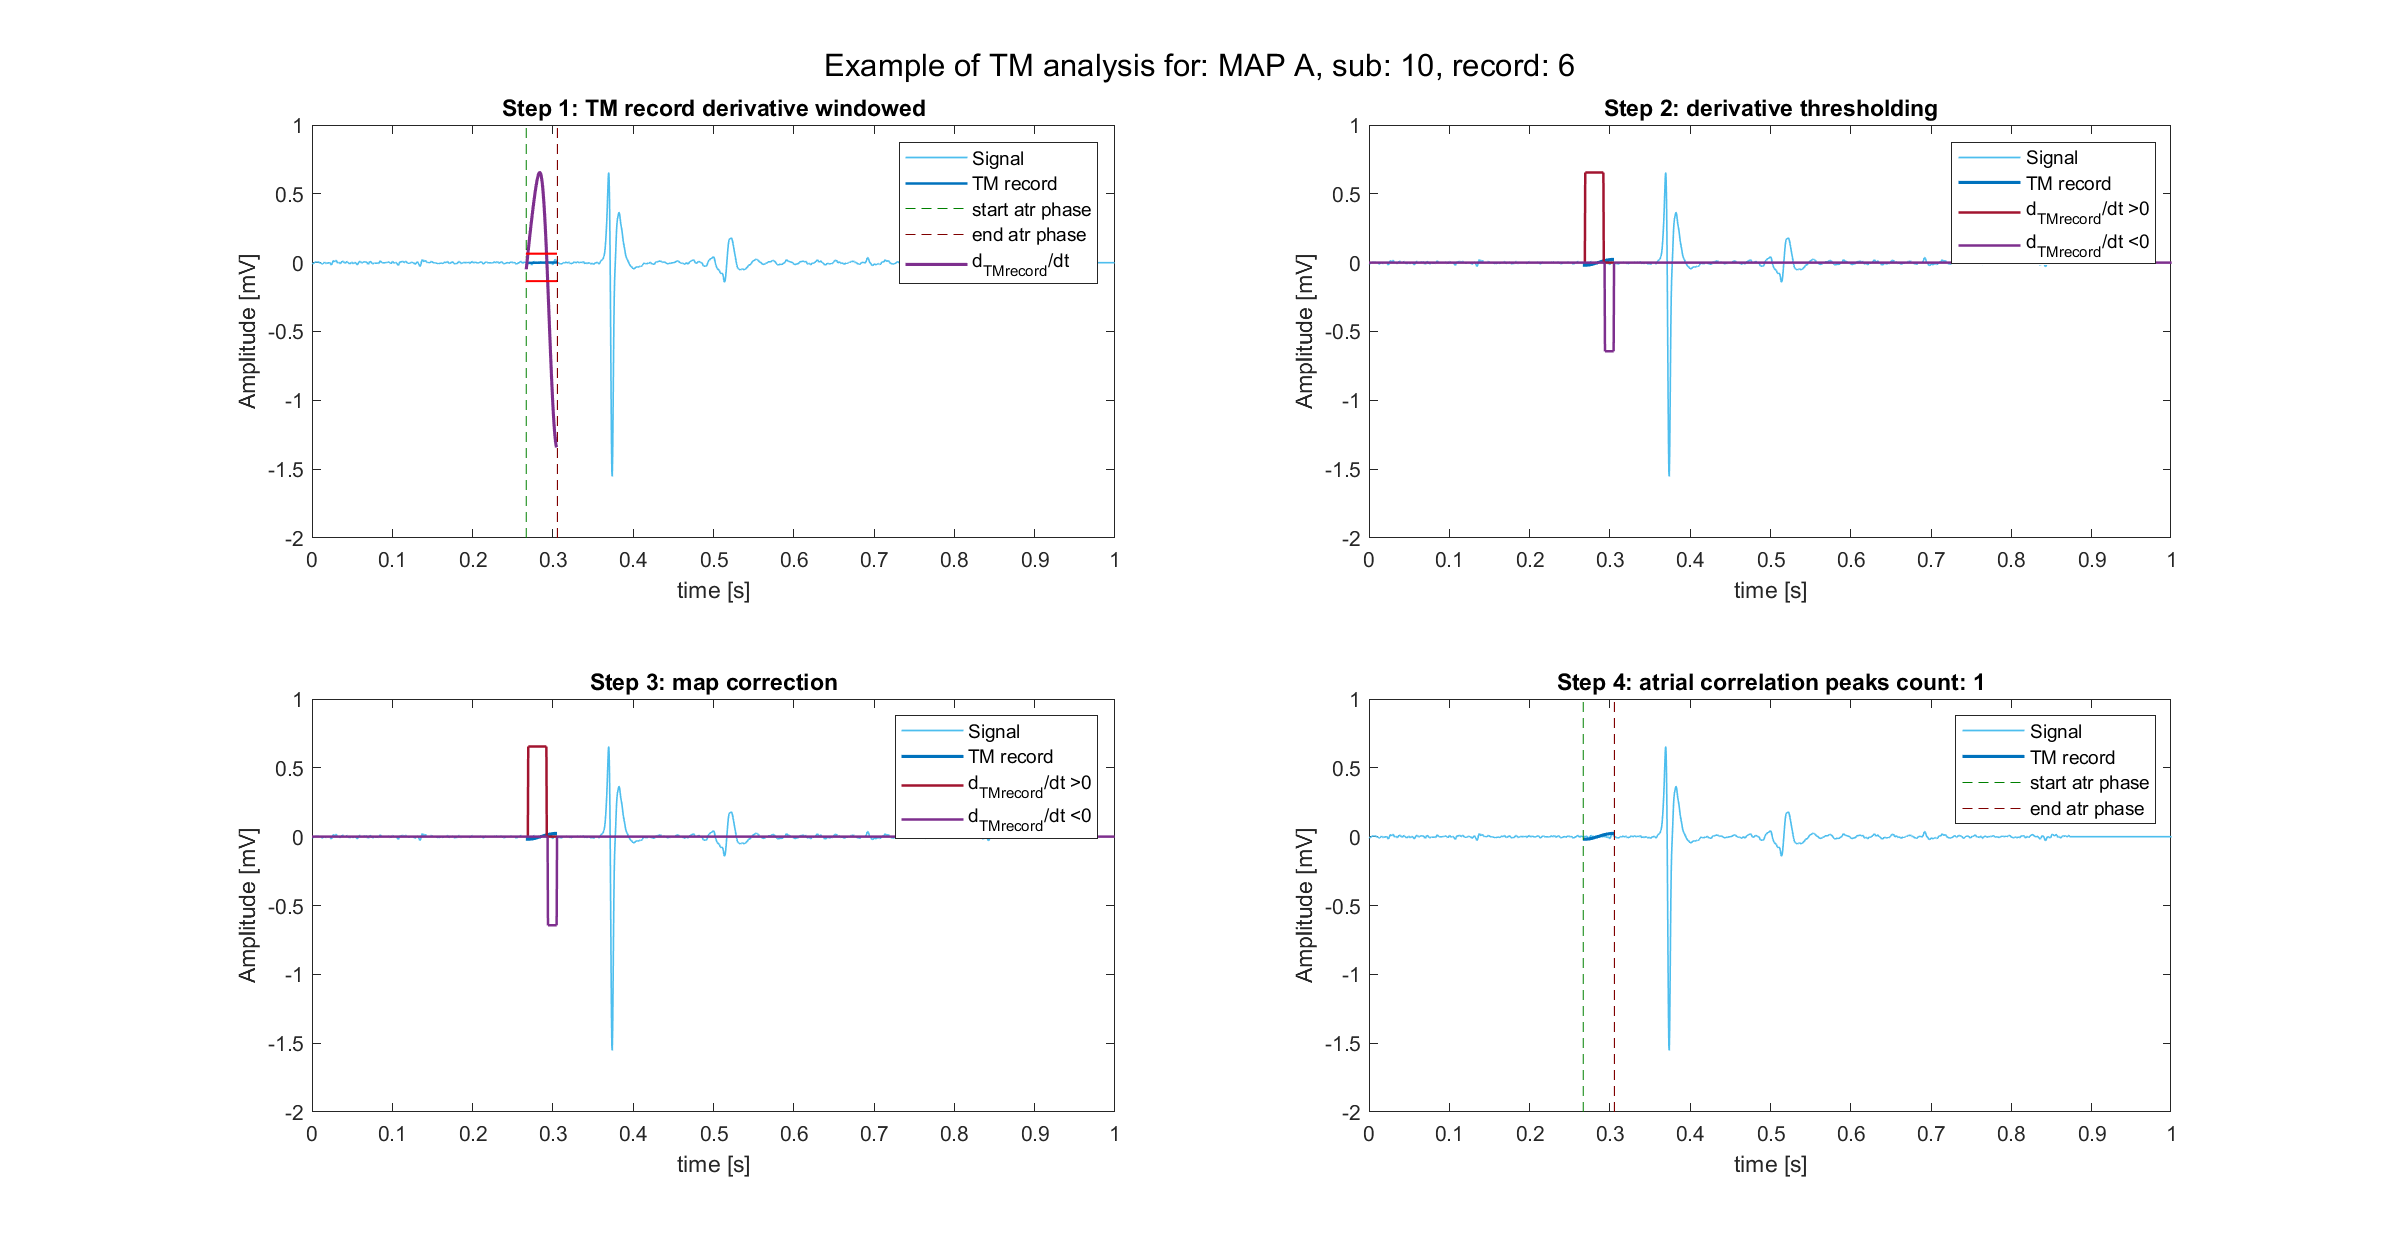 Example of TM analysis for: MAP A, sub: 10, record: 6
Step 1: TM record derivative windowed
1
0.5
0
-0.5
-1
-1.5
-2
Amplitude [mV]
0 0.1 0.2 0.3 0.4 0.5 0.6 0.7 0.8 0.9 1
time [s]
Signal
TM record
start atr phase
end atr phase
dTMrecord/dt
Step 2: derivative thresholding
1
0.5
0
-0.5
-1
-1.5
-2
Amplitude [mV]
0 0.1 0.2 0.3 0.4 0.5 0.6 0.7 0.8 0.9 1
time [s]
Signal
TM record
dTMrecord/dt >0
dTMrecord/dt <0
Step 3: map correction
1
0.5
0
-0.5
-1
-1.5
-2
Amplitude [mV]
0 0.1 0.2 0.3 0.4 0.5 0.6 0.7 0.8 0.9 1
time [s]
Signal
TM record
dTMrecord/dt >0
dTMrecord/dt <0
Step 4: atrial correlation peaks count: 1
1
0.5
0
-0.5
-1
-1.5
-2
Amplitude [mV]
0 0.1 0.2 0.3 0.4 0.5 0.6 0.7 0.8 0.9 1
time [s]
Signal
TM record
start atr phase
end atr phase